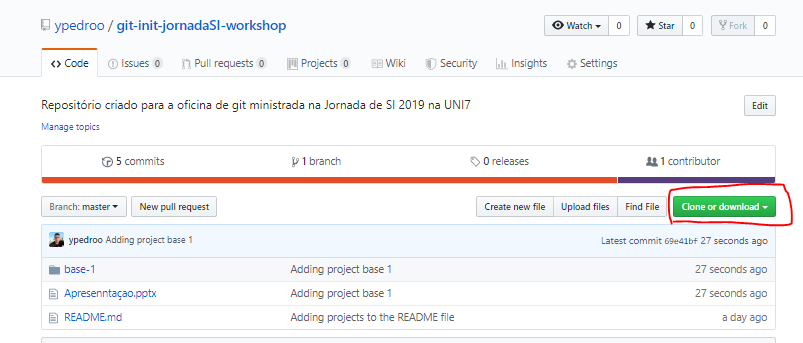 ypedroo / git-init-jornadaSI-workshop
Watch 0 Star 0 Fork 0
Code Issues 0 Pull requests 0 Projects 0 Wiki Security Insights Settings
Repositório criado para a oficina de git ministrada na Jornada de SI 2019 na UNI7 Edit
Manage topics
5 commits 1 branch 0 releases 1 contributor
Branch: master New pull request Create new file Upload files Find File Clone or download
ypedroo Adding project base 1 Latest commit 69e41bf 27 seconds ago
base-1 Adding project base 1 27 seconds ago
Apresenntaçao.pptx Adding project base 1 27 seconds ago
README.md Adding projects to the README file a day ago